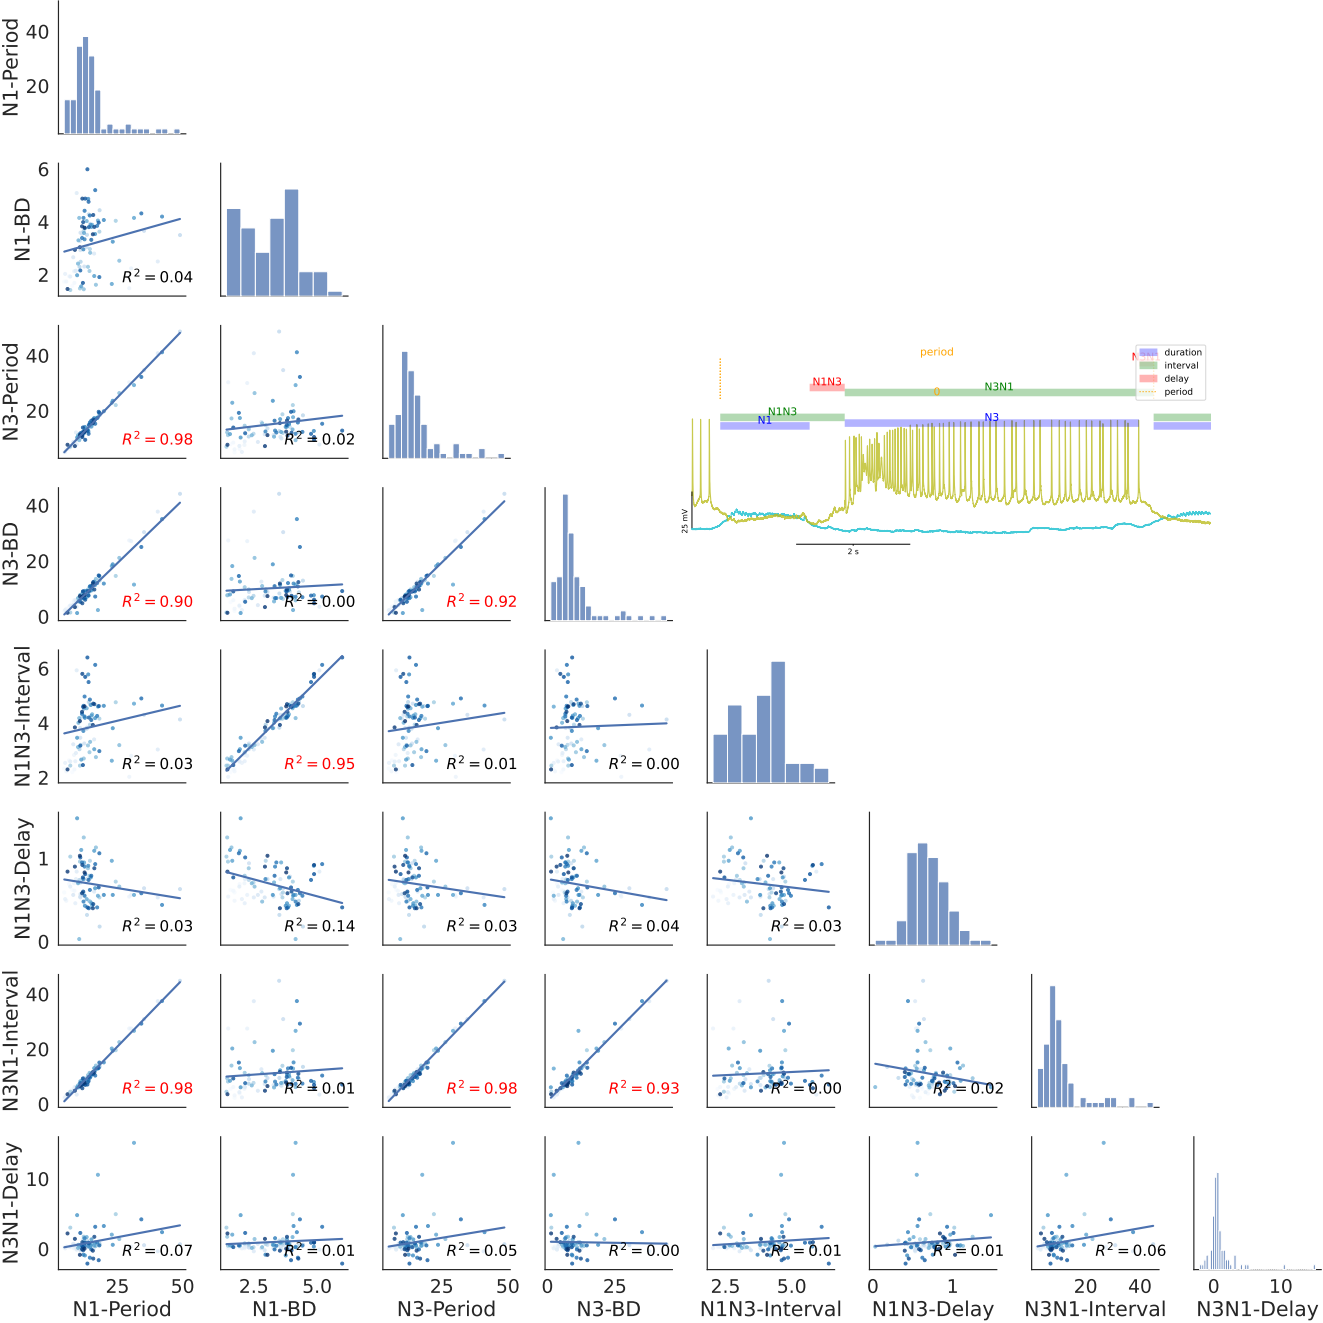 N1-Period
40
20
N1-BD
6
4
2
R² = 0.04
N3-Period
40
20
R² = 0.98
R² = 0.02
period
N1N3
0
N3N1
duration
interval
delay
period
N1N3
N1
N3
25 mV
2 s
N3-BD
40
20
0
R² = 0.90
R² = 0.00
R² = 0.92
N1N3-Interval
6
4
2
R² = 0.03
R² = 0.95
R² = 0.01
R² = 0.00
N1N3-Delay
1
0
R² = 0.03
R² = 0.14
R² = 0.03
R² = 0.04
R² = 0.03
N3N1-Interval
40
20
0
R² = 0.98
R² = 0.01
R² = 0.98
R² = 0.93
R² = 0.00
R² = 0.02
N3N1-Delay
10
0
R² = 0.07
R² = 0.01
R² = 0.05
R² = 0.00
R² = 0.01
R² = 0.01
R² = 0.06
25 50
2.5 5.0
25 50
0 25
2.5 5.0
0 1
20 40
0 10
N1-Period
N1-BD
N3-Period
N3-BD
N1N3-Interval
N1N3-Delay
N3N1-Interval
N3N1-Delay